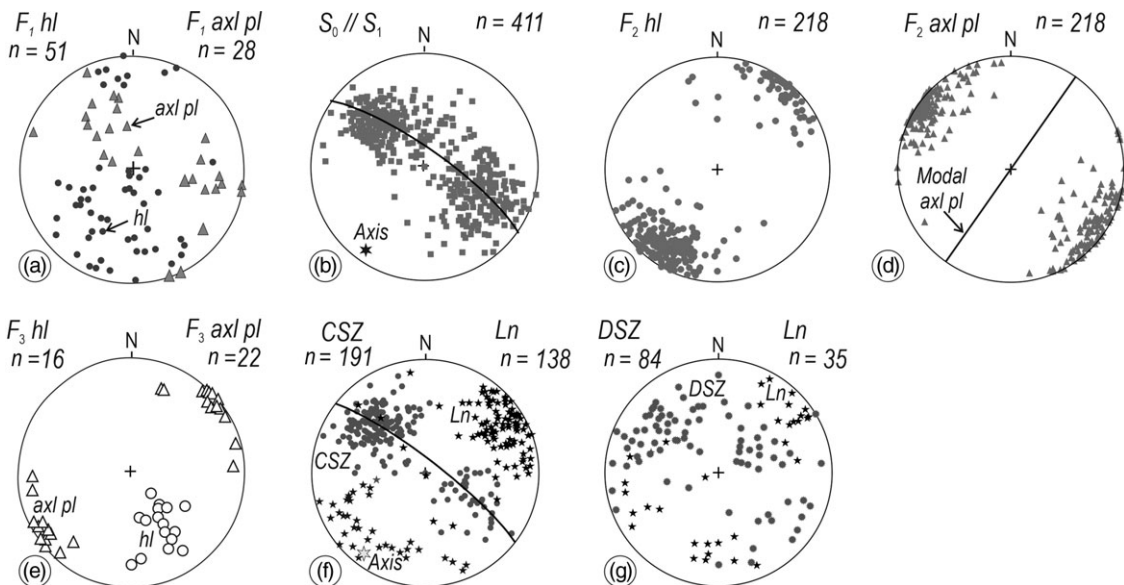 F₁ hl
n = 51
N
F₁ axl pl
n = 28
axl pl
hl
(a)
S₀ // S₁
N
n = 411
Axis
(b)
F₂ hl
N
n = 218
(c)
F₂ axl pl
N
n = 218
Modal
axl pl
(d)
F₃ hl
n =16
N
F₃ axl pl
n =22
axl pl
hl
(e)
CSZ
n = 191
N
Ln
n = 138
Ln
CSZ
Axis
(f)
DSZ
n = 84
N
Ln
n = 35
DSZ
Ln
(g)